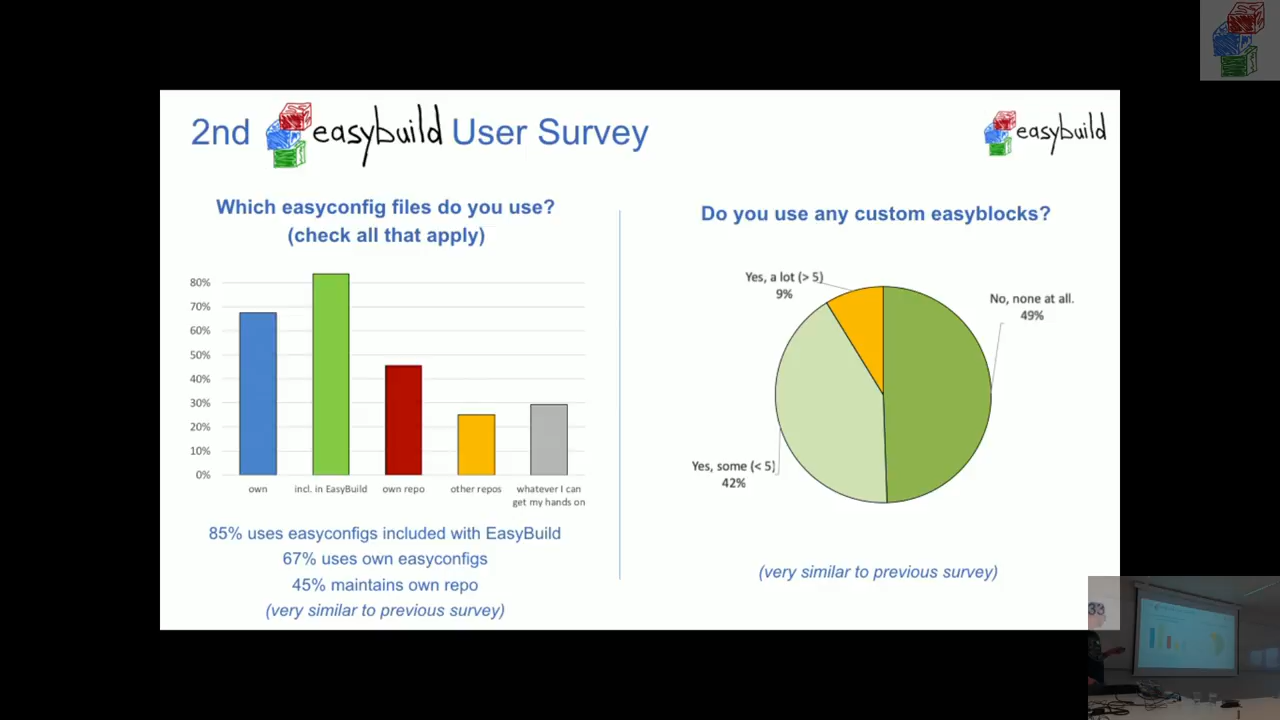 2nd easybuild User Survey
easybuild
Which easyconfig files do you use?
(check all that apply)
80%
70%
60%
50%
40%
30%
20%
10%
0%
own
incl. in EasyBuild
own repo
other repos
whatever I can
get my hands on
85% uses easyconfigs included with EasyBuild
67% uses own easyconfigs
45% maintains own repo
(very similar to previous survey)
Do you use any custom easyblocks?
Yes, a lot (> 5)
9%
No, none at all.
49%
Yes, some (< 5)
42%
(very similar to previous survey)
33